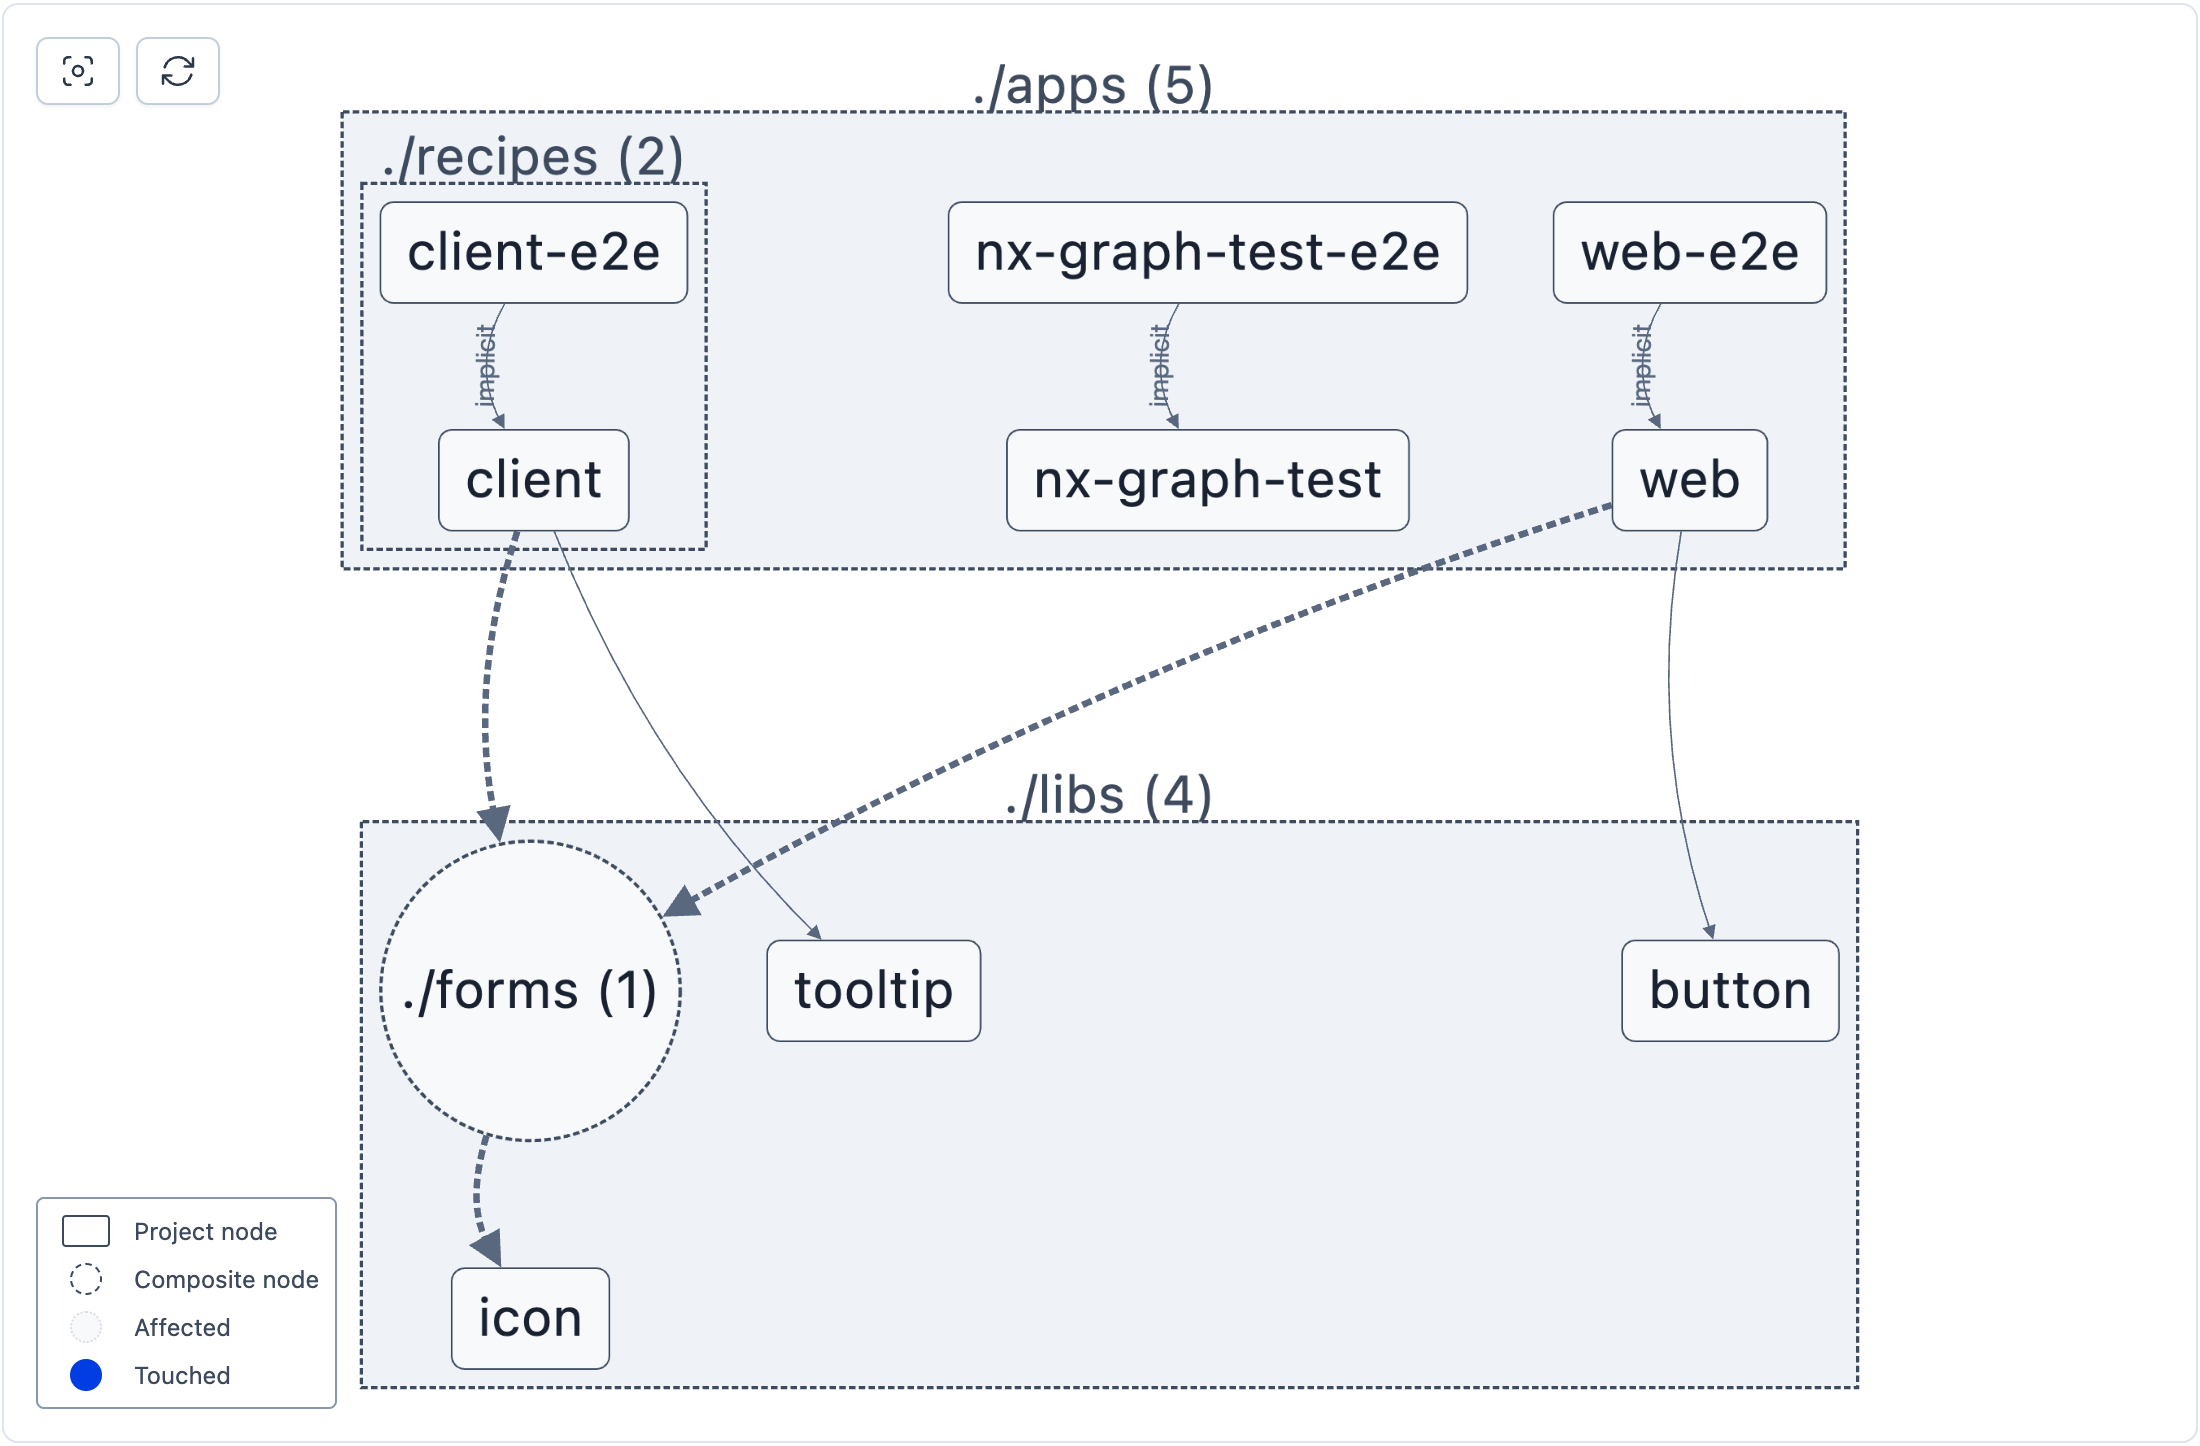 ./apps (5)
./recipes (2)
client-e2e
nx-graph-test-e2e
web-e2e
implicit
implicit
implicit
client
nx-graph-test
web
./libs (4)
./forms (1)
tooltip
button
icon
Project node
Composite node
Affected
Touched